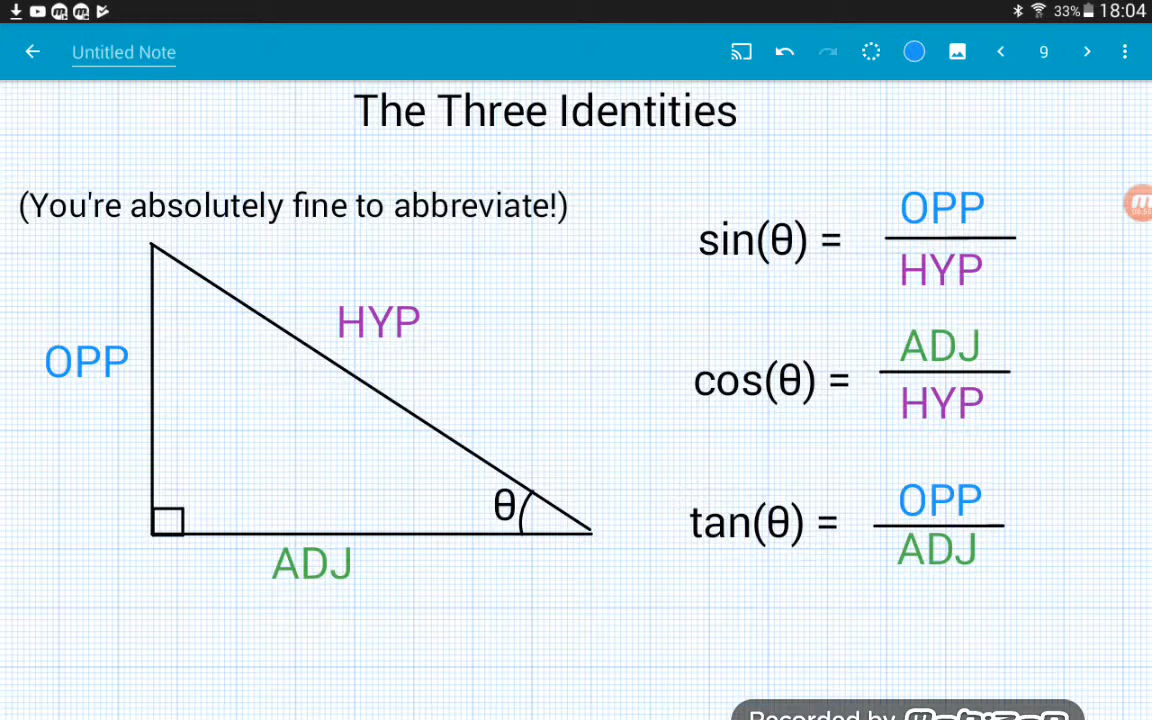 33% 18:04
Untitled Note
9
The Three Identities
(You're absolutely fine to abbreviate!)
OPP
HYP
θ
ADJ
sin(θ) = OPP
HYP
cos(θ) = ADJ
HYP
tan(θ) = OPP
ADJ
Recorded by